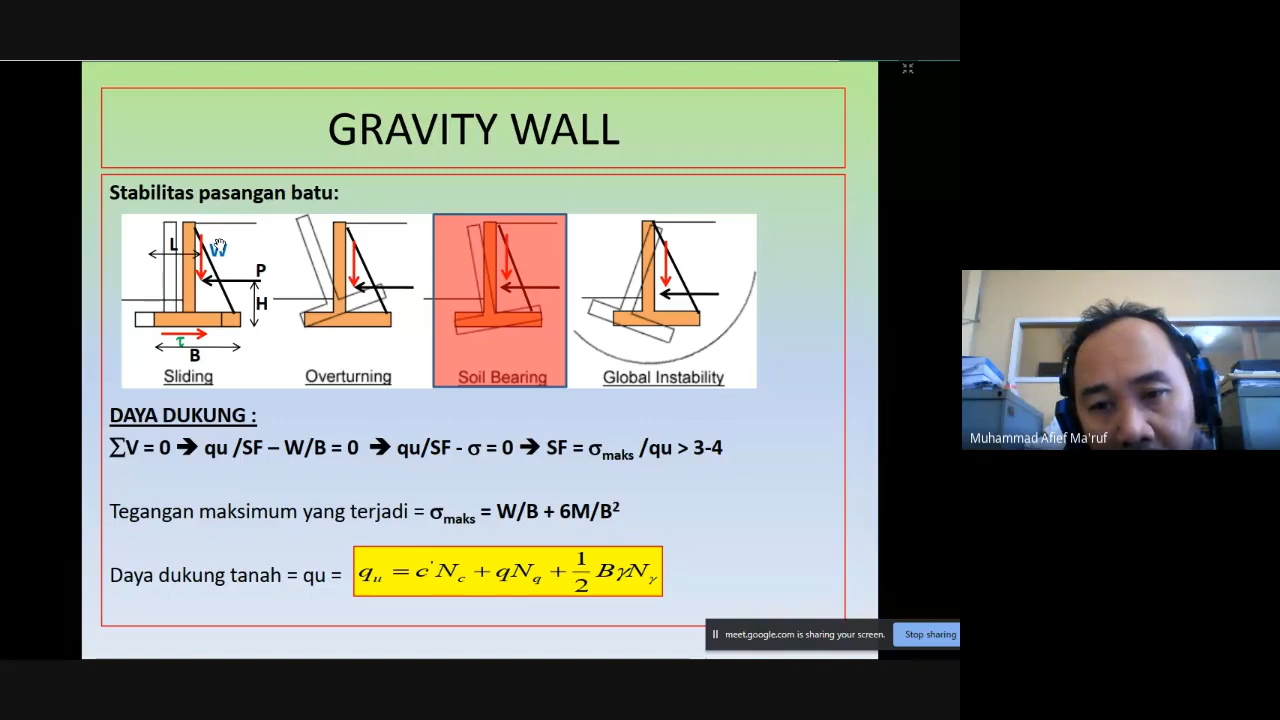 GRAVITY WALL
Stabilitas pasangan batu:
L
W
P
H
τ
B
Sliding
Overturning
Soil Bearing
Global Instability
DAYA DUKUNG :
∑V = 0 ➔ qu /SF – W/B = 0 ➔ qu/SF - σ = 0 ➔ SF = σmaks /qu > 3-4
Tegangan maksimum yang terjadi = σmaks = W/B + 6M/B²
Daya dukung tanah = qu = qu = c'Nc + qNq + 1/2 BγNγ
meet.google.com is sharing your screen.
Stop sharing
Muhammad Afief Ma'ruf